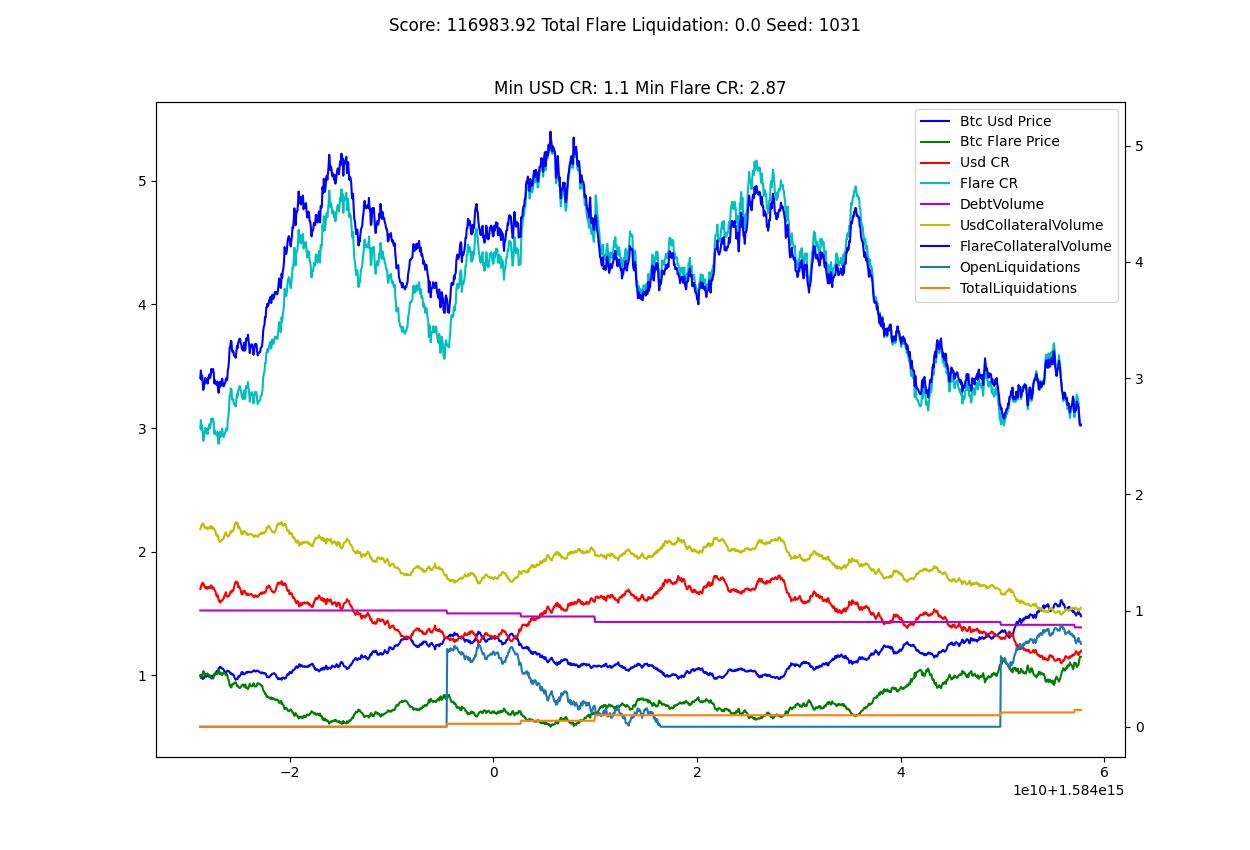 Score: 116983.92 Total Flare Liquidation: 0.0 Seed: 1031
Min USD CR: 1.1 Min Flare CR: 2.87
Btc Usd Price
Btc Flare Price
Usd CR
Flare CR
DebtVolume
UsdCollateralVolume
FlareCollateralVolume
OpenLiquidations
TotalLiquidations
5
4
3
2
1
5
4
3
2
1
0
−2
0
2
4
6
1e10+1.584e15